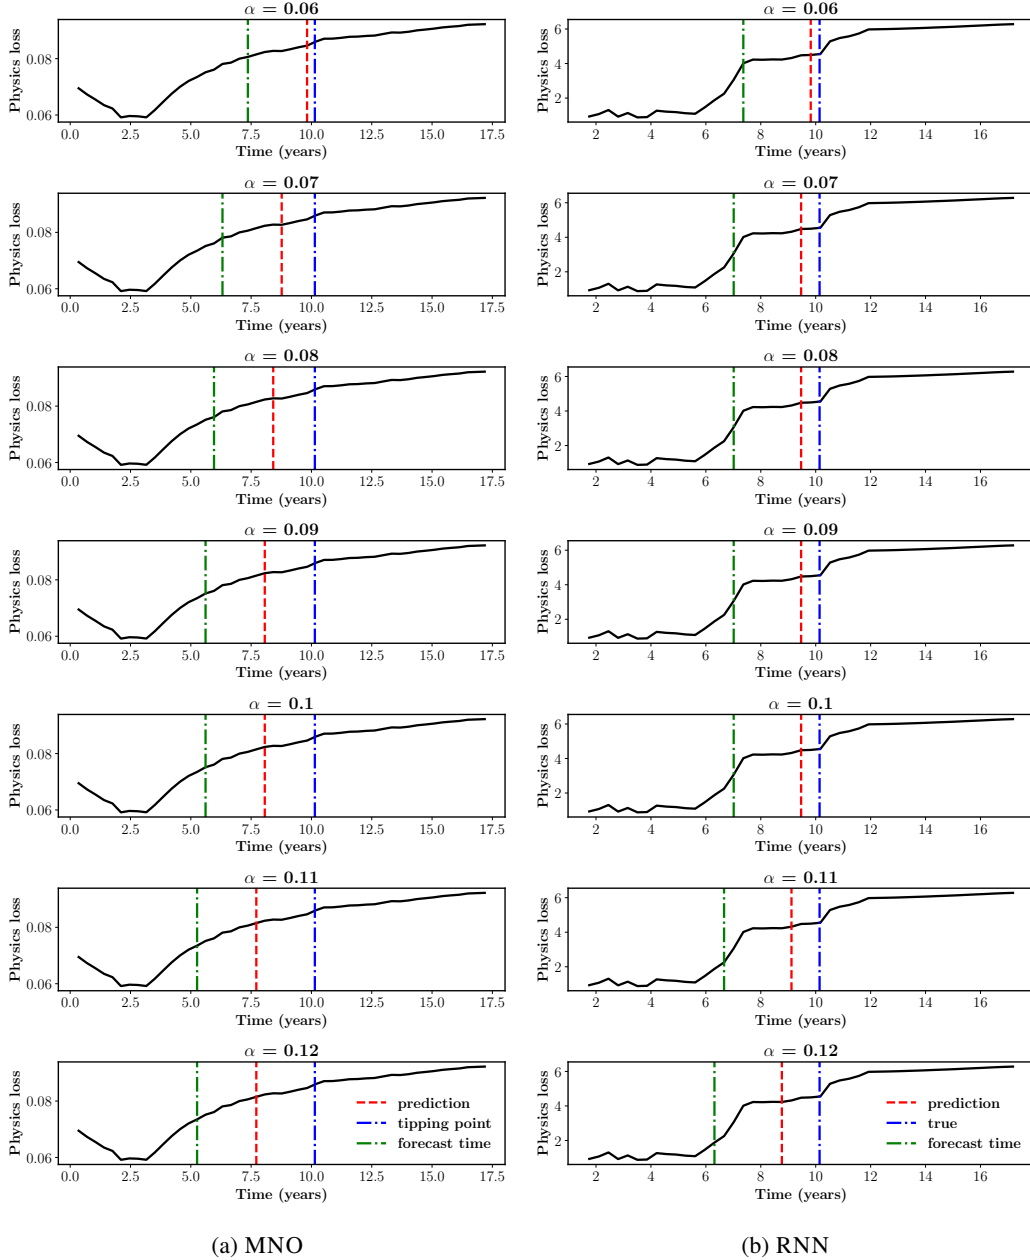 α = 0.06
Physics loss
0.08
0.06
0.0 2.5 5.0 7.5 10.0 12.5 15.0 17.5
Time (years)
α = 0.06
Physics loss
6
4
2
2 4 6 8 10 12 14 16
Time (years)
α = 0.07
Physics loss
0.08
0.06
0.0 2.5 5.0 7.5 10.0 12.5 15.0 17.5
Time (years)
α = 0.07
Physics loss
6
4
2
2 4 6 8 10 12 14 16
Time (years)
α = 0.08
Physics loss
0.08
0.06
0.0 2.5 5.0 7.5 10.0 12.5 15.0 17.5
Time (years)
α = 0.08
Physics loss
6
4
2
2 4 6 8 10 12 14 16
Time (years)
α = 0.09
Physics loss
0.08
0.06
0.0 2.5 5.0 7.5 10.0 12.5 15.0 17.5
Time (years)
α = 0.09
Physics loss
6
4
2
2 4 6 8 10 12 14 16
Time (years)
α = 0.1
Physics loss
0.08
0.06
0.0 2.5 5.0 7.5 10.0 12.5 15.0 17.5
Time (years)
α = 0.1
Physics loss
6
4
2
2 4 6 8 10 12 14 16
Time (years)
α = 0.11
Physics loss
0.08
0.06
0.0 2.5 5.0 7.5 10.0 12.5 15.0 17.5
Time (years)
α = 0.11
Physics loss
6
4
2
2 4 6 8 10 12 14 16
Time (years)
α = 0.12
Physics loss
0.08
0.06
prediction
tipping point
forecast time
0.0 2.5 5.0 7.5 10.0 12.5 15.0 17.5
Time (years)
α = 0.12
Physics loss
6
4
2
prediction
true
forecast time
2 4 6 8 10 12 14 16
Time (years)
(a) MNO
(b) RNN